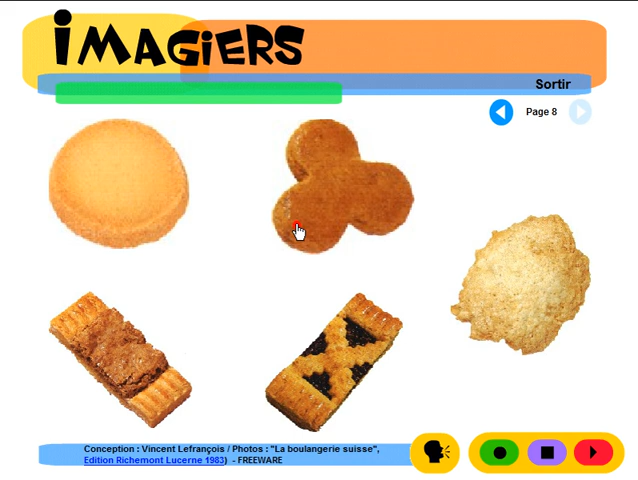 iMAGiERS
Sortir
Page 8
Conception : Vincent Lefrançois / Photos : "La boulangerie suisse",
Edition Richemont Lucerne 1983) - FREEWARE